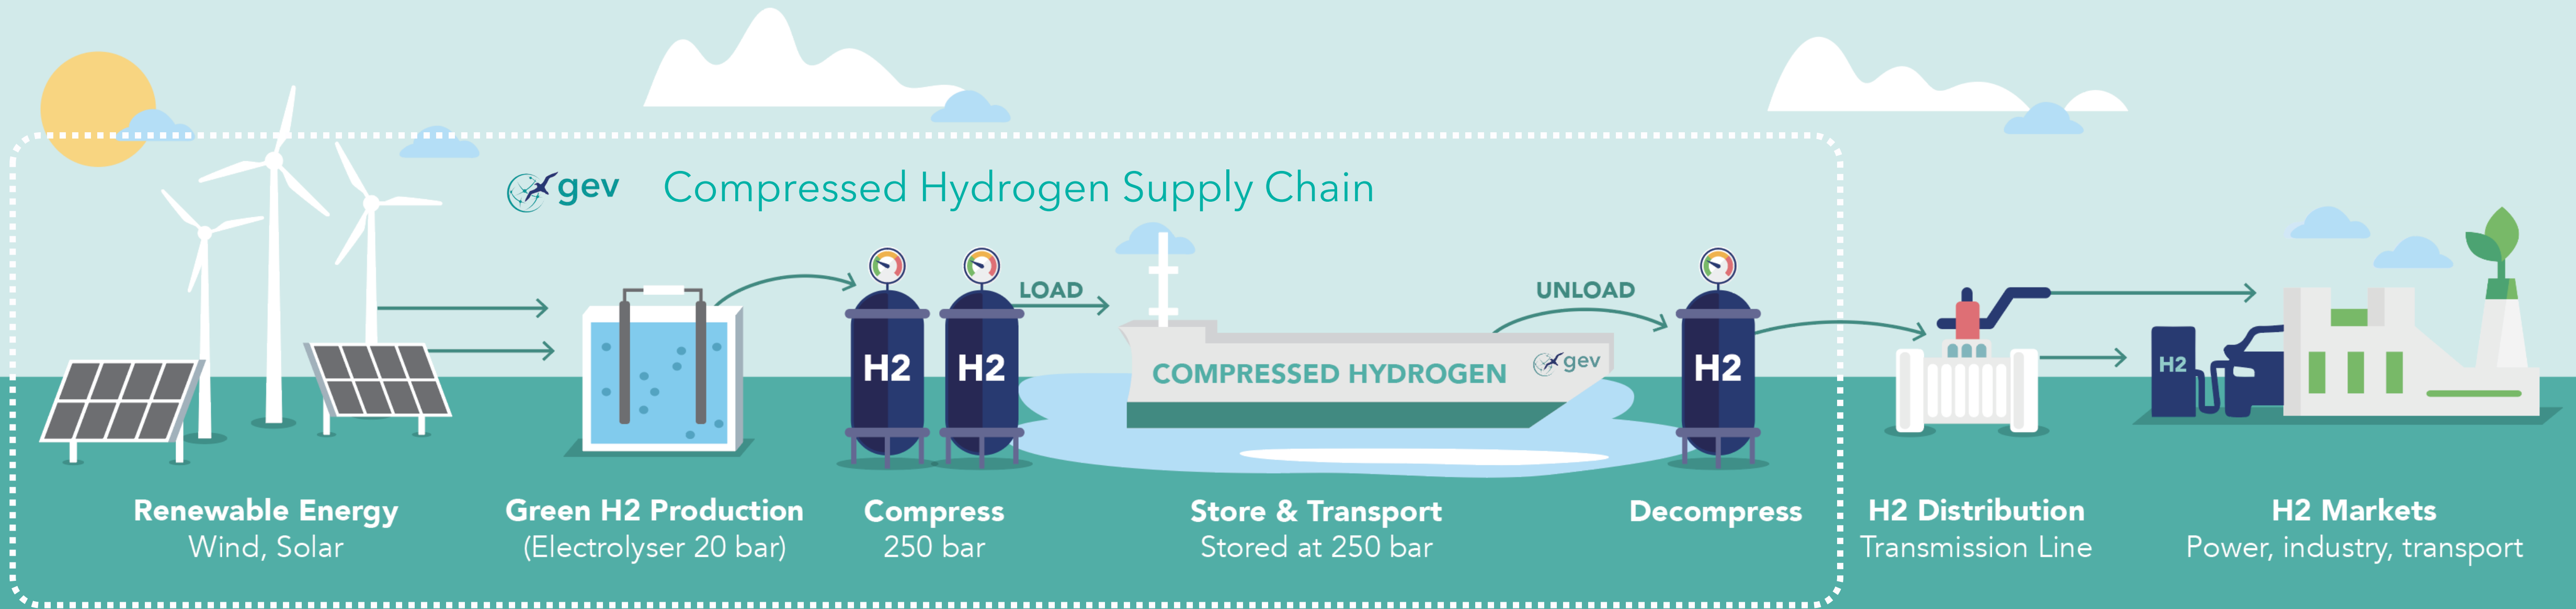 gev Compressed Hydrogen Supply Chain
LOAD
UNLOAD
H2
H2
COMPRESSED HYDROGEN gev
H2
H2
Renewable Energy
Wind, Solar
Green H2 Production
(Electrolyser 20 bar)
Compress
250 bar
Store & Transport
Stored at 250 bar
Decompress
H2 Distribution
Transmission Line
H2 Markets
Power, industry, transport